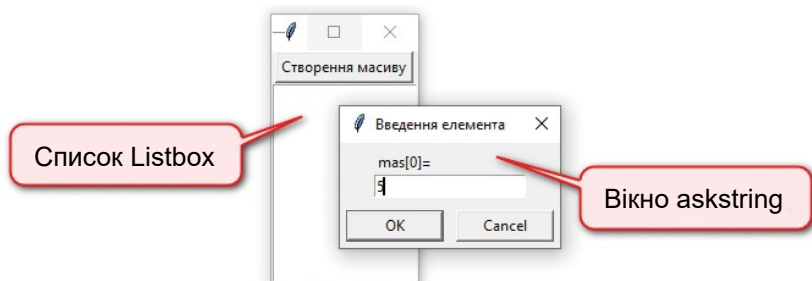 Створення масиву
Введення елемента
Список Listbox
mas[0]=
5
Вікно askstring
OK
Cancel